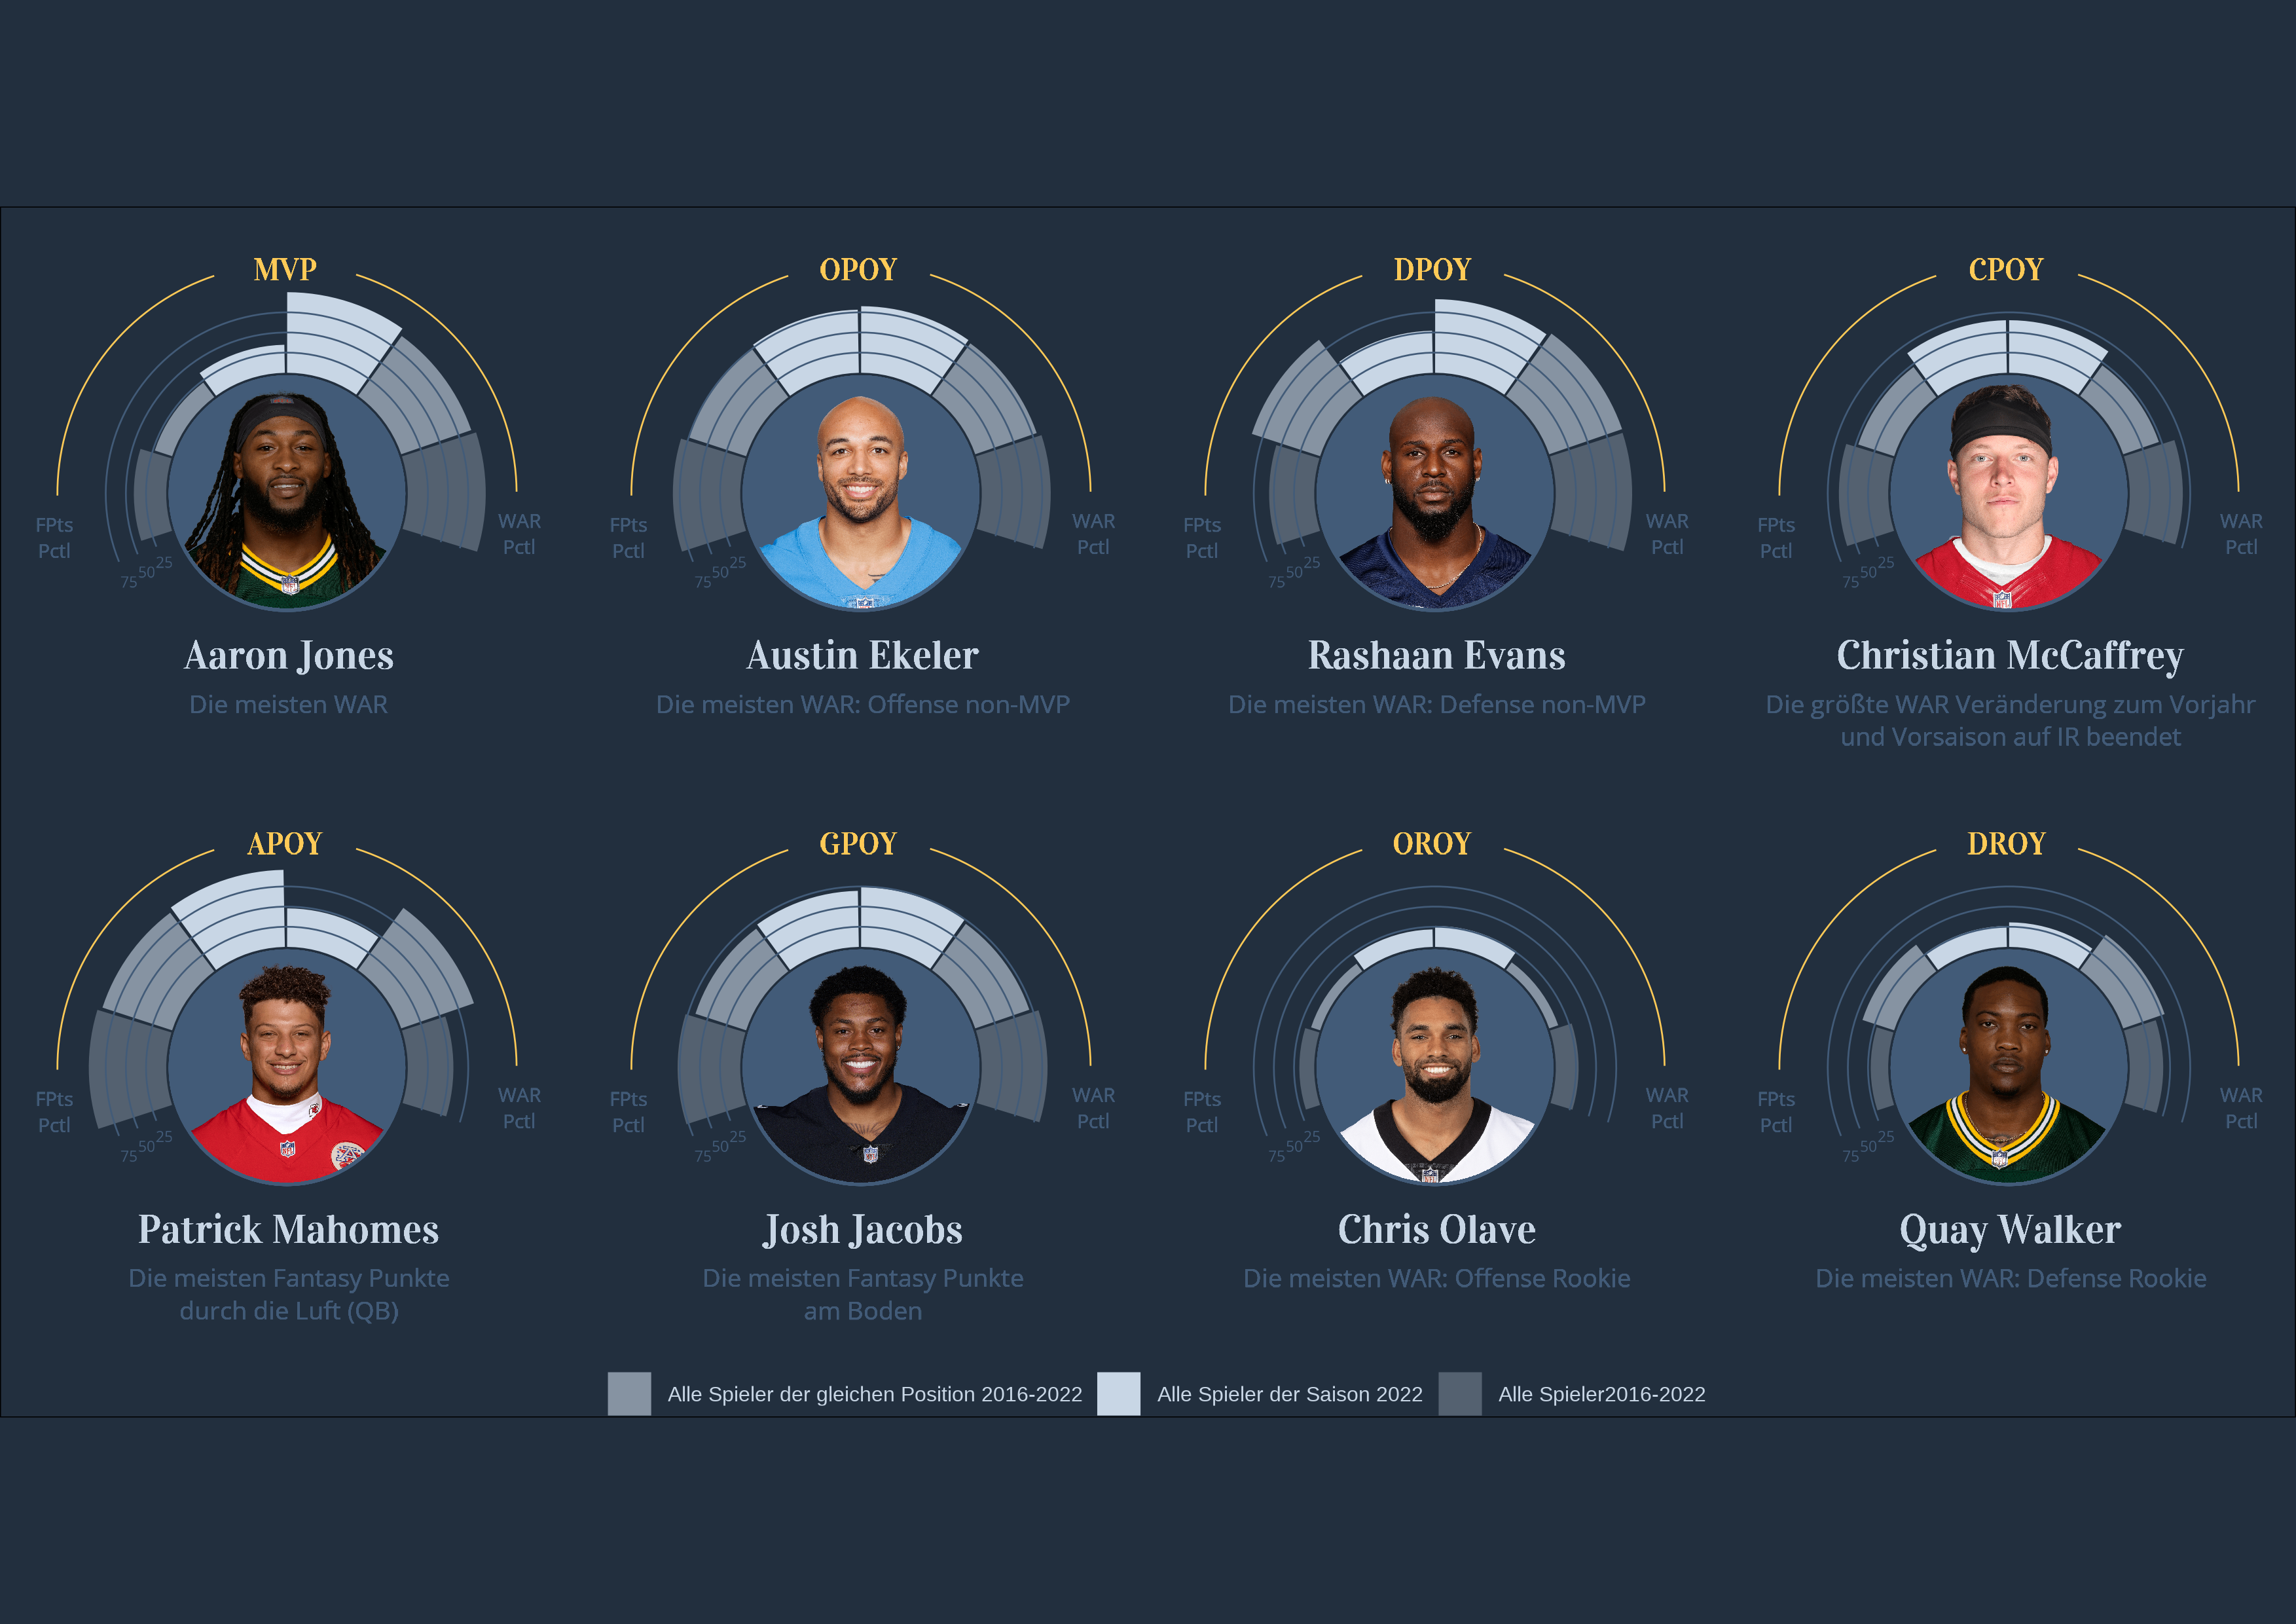 MVP
OPOY
DPOY
CPOY
FPts
Pctl
75
50
25
WAR
Pctl
FPts
Pctl
75
50
25
WAR
Pctl
FPts
Pctl
75
50
25
WAR
Pctl
FPts
Pctl
75
50
25
WAR
Pctl
Aaron Jones
Die meisten WAR
Austin Ekeler
Die meisten WAR: Offense non-MVP
Rashaan Evans
Die meisten WAR: Defense non-MVP
Christian McCaffrey
Die größte WAR Veränderung zum Vorjahr
und Vorsaison auf IR beendet
APOY
GPOY
OROY
DROY
FPts
Pctl
75
50
25
WAR
Pctl
FPts
Pctl
75
50
25
WAR
Pctl
FPts
Pctl
75
50
25
WAR
Pctl
FPts
Pctl
75
50
25
WAR
Pctl
Patrick Mahomes
Die meisten Fantasy Punkte
durch die Luft (QB)
Josh Jacobs
Die meisten Fantasy Punkte
am Boden
Chris Olave
Die meisten WAR: Offense Rookie
Quay Walker
Die meisten WAR: Defense Rookie
Alle Spieler der gleichen Position 2016-2022
Alle Spieler der Saison 2022
Alle Spieler2016-2022